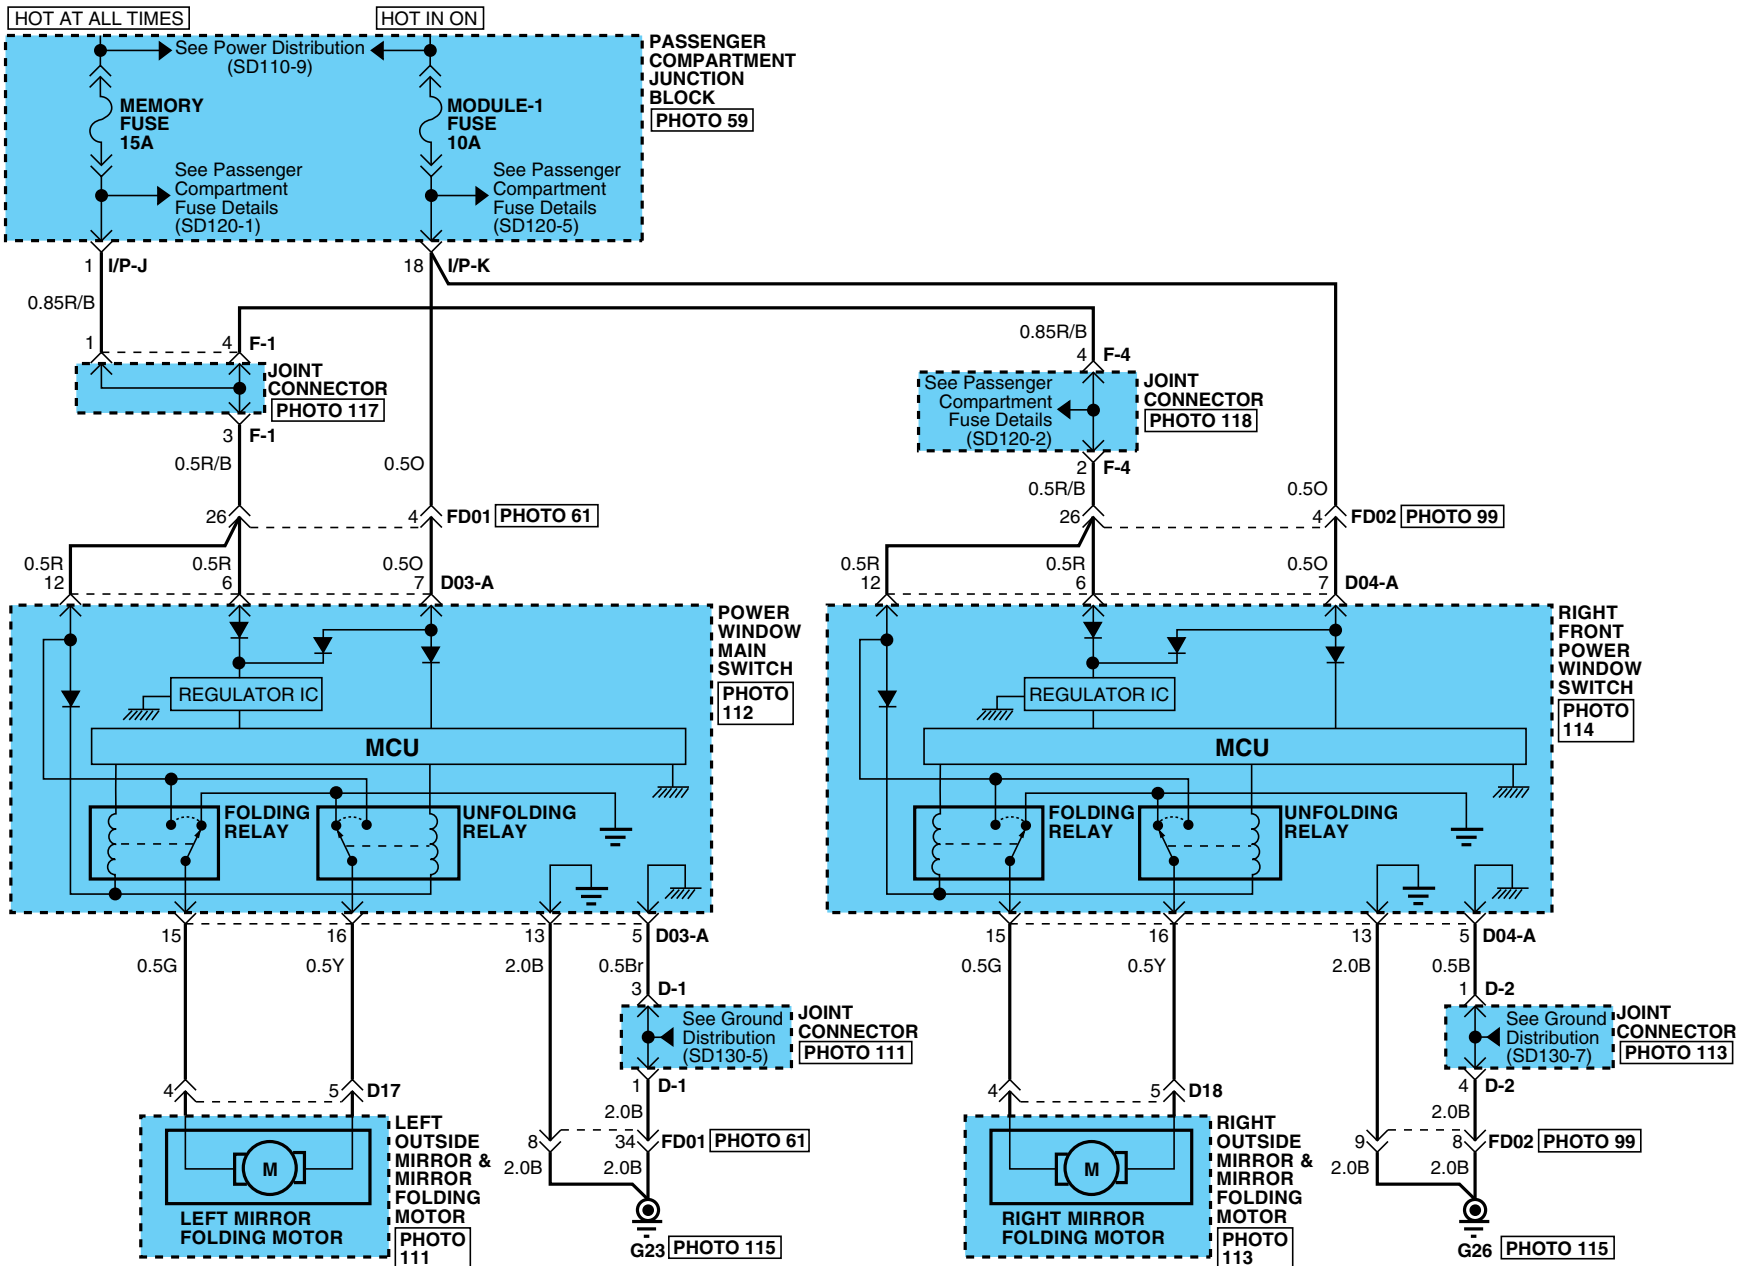 HOT AT ALL TIMES
HOT IN ON
See Power Distribution
(SD110-9)
PASSENGER
COMPARTMENT
JUNCTION
BLOCK
PHOTO 59
MEMORY
FUSE
15A
MODULE-1
FUSE
10A
See Passenger
Compartment
Fuse Details
(SD120-1)
See Passenger
Compartment
Fuse Details
(SD120-5)
1 I/P-J
18 I/P-K
0.85R/B
1
4 F-1
JOINT
CONNECTOR
PHOTO 117
3 F-1
0.5R/B
0.5O
0.85R/B
4 F-4
See Passenger
Compartment
Fuse Details
(SD120-2)
JOINT
CONNECTOR
PHOTO 118
2 F-4
0.5R/B
0.5O
26
4 FD01 PHOTO 61
26
4 FD02 PHOTO 99
0.5R
0.5R
0.5O
12
6
7 D03-A
0.5R
0.5R
0.5O
12
6
7 D04-A
POWER
WINDOW
MAIN
SWITCH
PHOTO
112
REGULATOR IC
MCU
FOLDING
RELAY
UNFOLDING
RELAY
RIGHT
FRONT
POWER
WINDOW
SWITCH
PHOTO
114
REGULATOR IC
MCU
FOLDING
RELAY
UNFOLDING
RELAY
15
16
13
5 D03-A
0.5G
0.5Y
2.0B
0.5Br
3 D-1
See Ground
Distribution
(SD130-5)
JOINT
CONNECTOR
PHOTO 111
1 D-1
2.0B
4
5 D17
8
34 FD01 PHOTO 61
2.0B
2.0B
M
LEFT MIRROR
FOLDING MOTOR
LEFT
OUTSIDE
MIRROR &
MIRROR
FOLDING
MOTOR
PHOTO
111
G23 PHOTO 115
15
16
13
5 D04-A
0.5G
0.5Y
2.0B
0.5B
1 D-2
See Ground
Distribution
(SD130-7)
JOINT
CONNECTOR
PHOTO 113
4 D-2
2.0B
4
5 D18
9
8 FD02 PHOTO 99
2.0B
2.0B
M
RIGHT MIRROR
FOLDING MOTOR
RIGHT
OUTSIDE
MIRROR &
MIRROR
FOLDING
MOTOR
PHOTO
113
G26 PHOTO 115